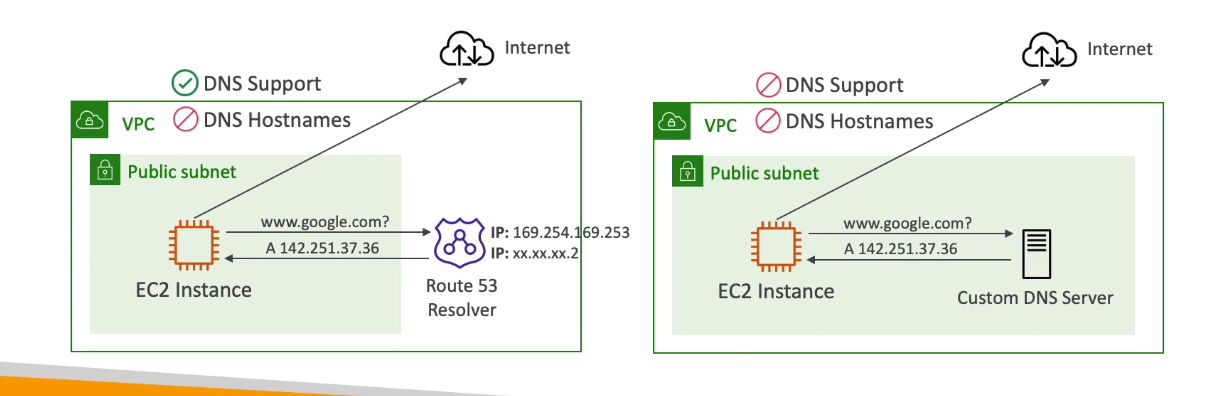 Internet
DNS Support
VPC
DNS Hostnames
Public subnet
www.google.com?
A 142.251.37.36
EC2 Instance
IP: 169.254.169.253
IP: xx.xx.xx.2
Route 53
Resolver
Internet
DNS Support
VPC
DNS Hostnames
Public subnet
www.google.com?
A 142.251.37.36
EC2 Instance
Custom DNS Server